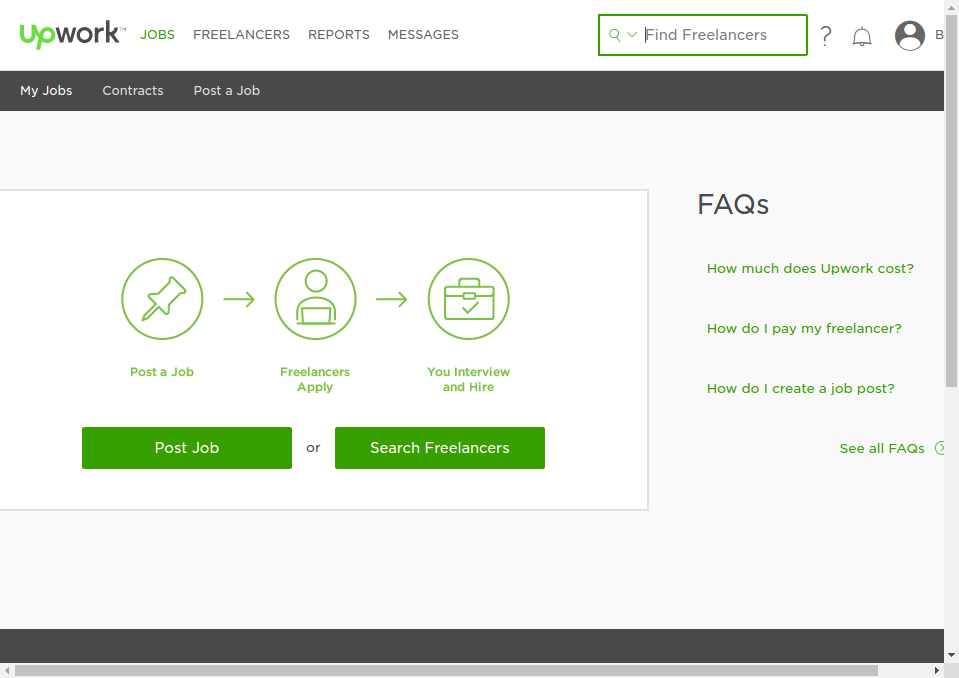 upwork™ JOBS FREELANCERS REPORTS MESSAGES Find Freelancers ? B
My Jobs Contracts Post a Job
FAQs
How much does Upwork cost?
How do I pay my freelancer?
How do I create a job post?
See all FAQs
Post a Job
Freelancers
Apply
You Interview
and Hire
Post Job or Search Freelancers